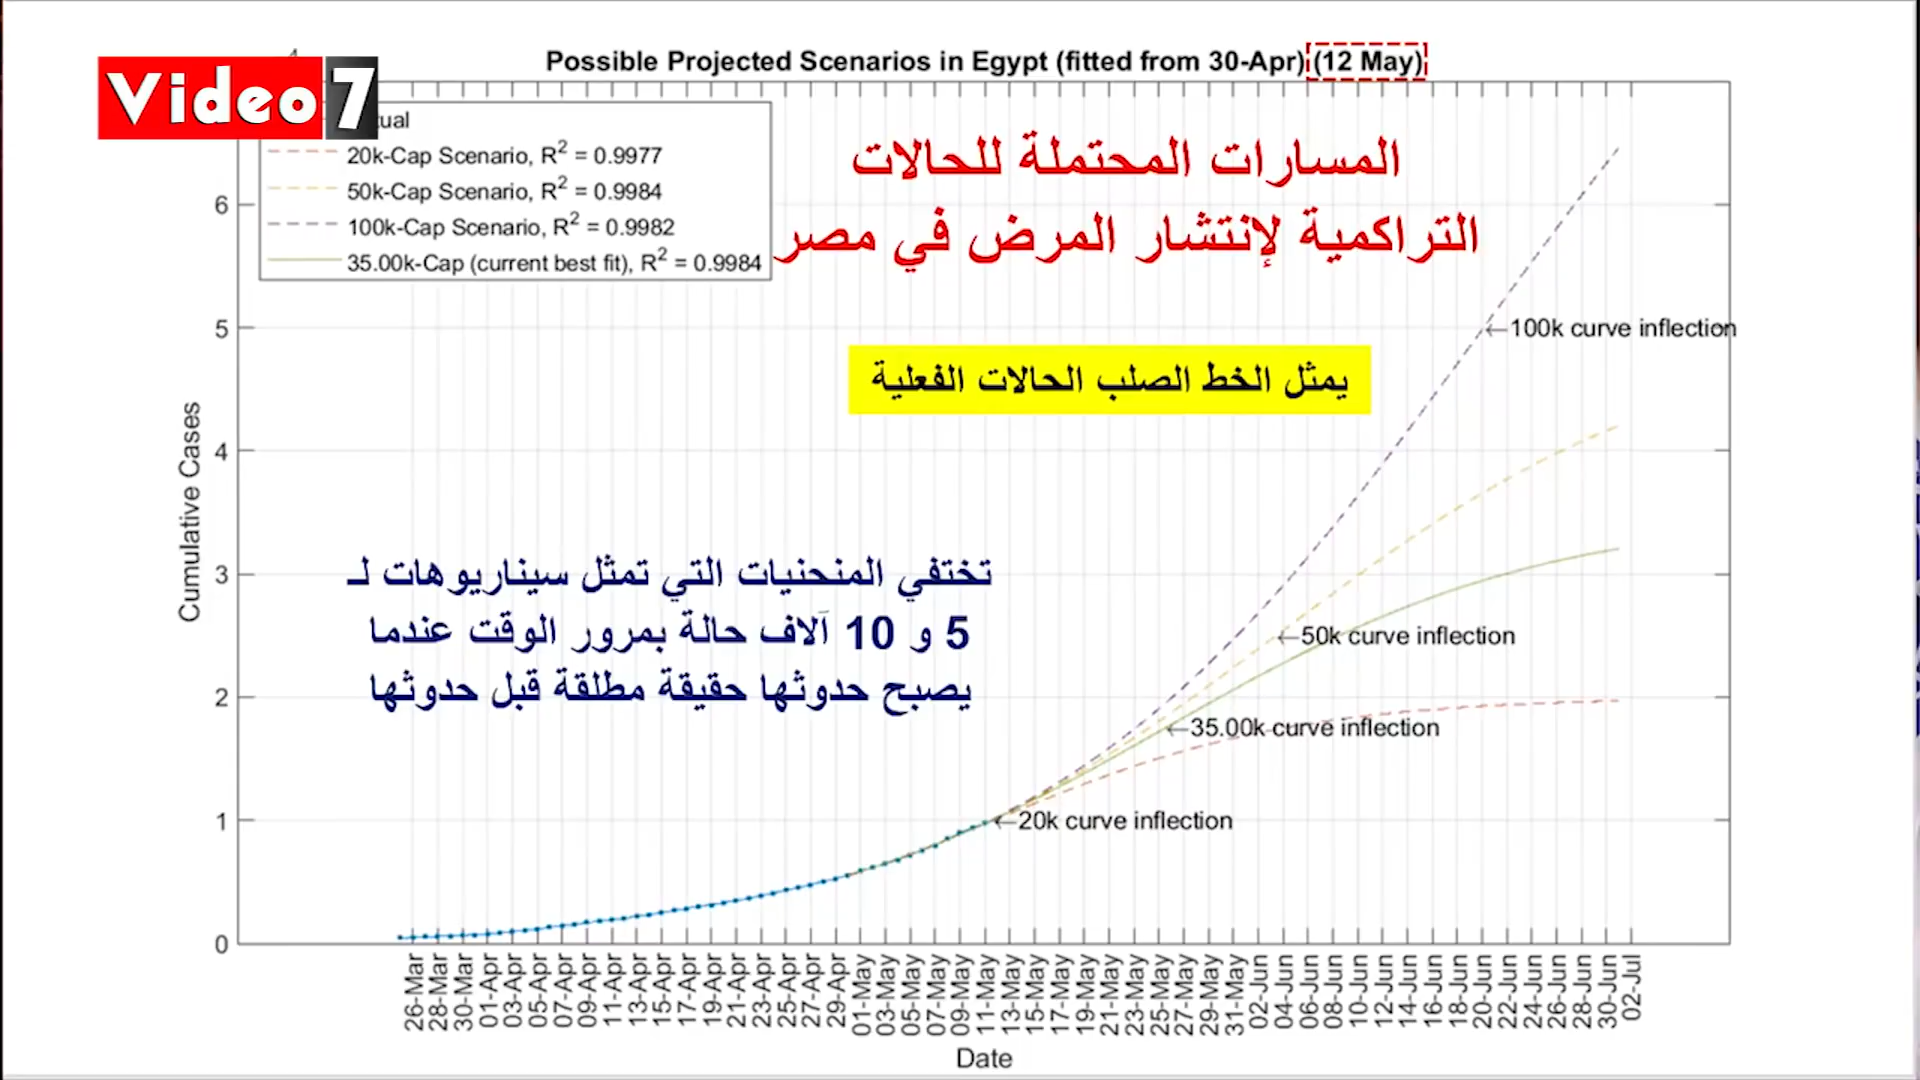 Possible Projected Scenarios in Egypt (fitted from 30-Apr) (12 May)
Video 7
20k-Cap Scenario, R² = 0.9977
50k-Cap Scenario, R² = 0.9984
100k-Cap Scenario, R² = 0.9982
35.00k-Cap (current best fit), R² = 0.9984
المسارات المحتملة للحالات
التراكمية لإنتشار المرض في مصر
يمثل الخط الصلب الحالات الفعلية
تختفي المنحنيات التي تمثل سيناريوهات لـ
5 و 10 آلاف حالة بمرور الوقت عندما
يصبح حدوثها حقيقة مطلقة قبل حدوثها
←100k curve inflection
←50k curve inflection
←35.00k curve inflection
←20k curve inflection
Cumulative Cases
6
5
4
3
2
1
0
26-Mar
28-Mar
30-Mar
01-Apr
03-Apr
05-Apr
07-Apr
09-Apr
11-Apr
13-Apr
15-Apr
17-Apr
19-Apr
21-Apr
23-Apr
25-Apr
27-Apr
29-Apr
01-May
03-May
05-May
07-May
09-May
11-May
13-May
15-May
17-May
19-May
21-May
23-May
25-May
27-May
29-May
31-May
02-Jun
04-Jun
06-Jun
08-Jun
10-Jun
12-Jun
14-Jun
16-Jun
18-Jun
20-Jun
22-Jun
24-Jun
26-Jun
28-Jun
30-Jun
02-Jul
Date